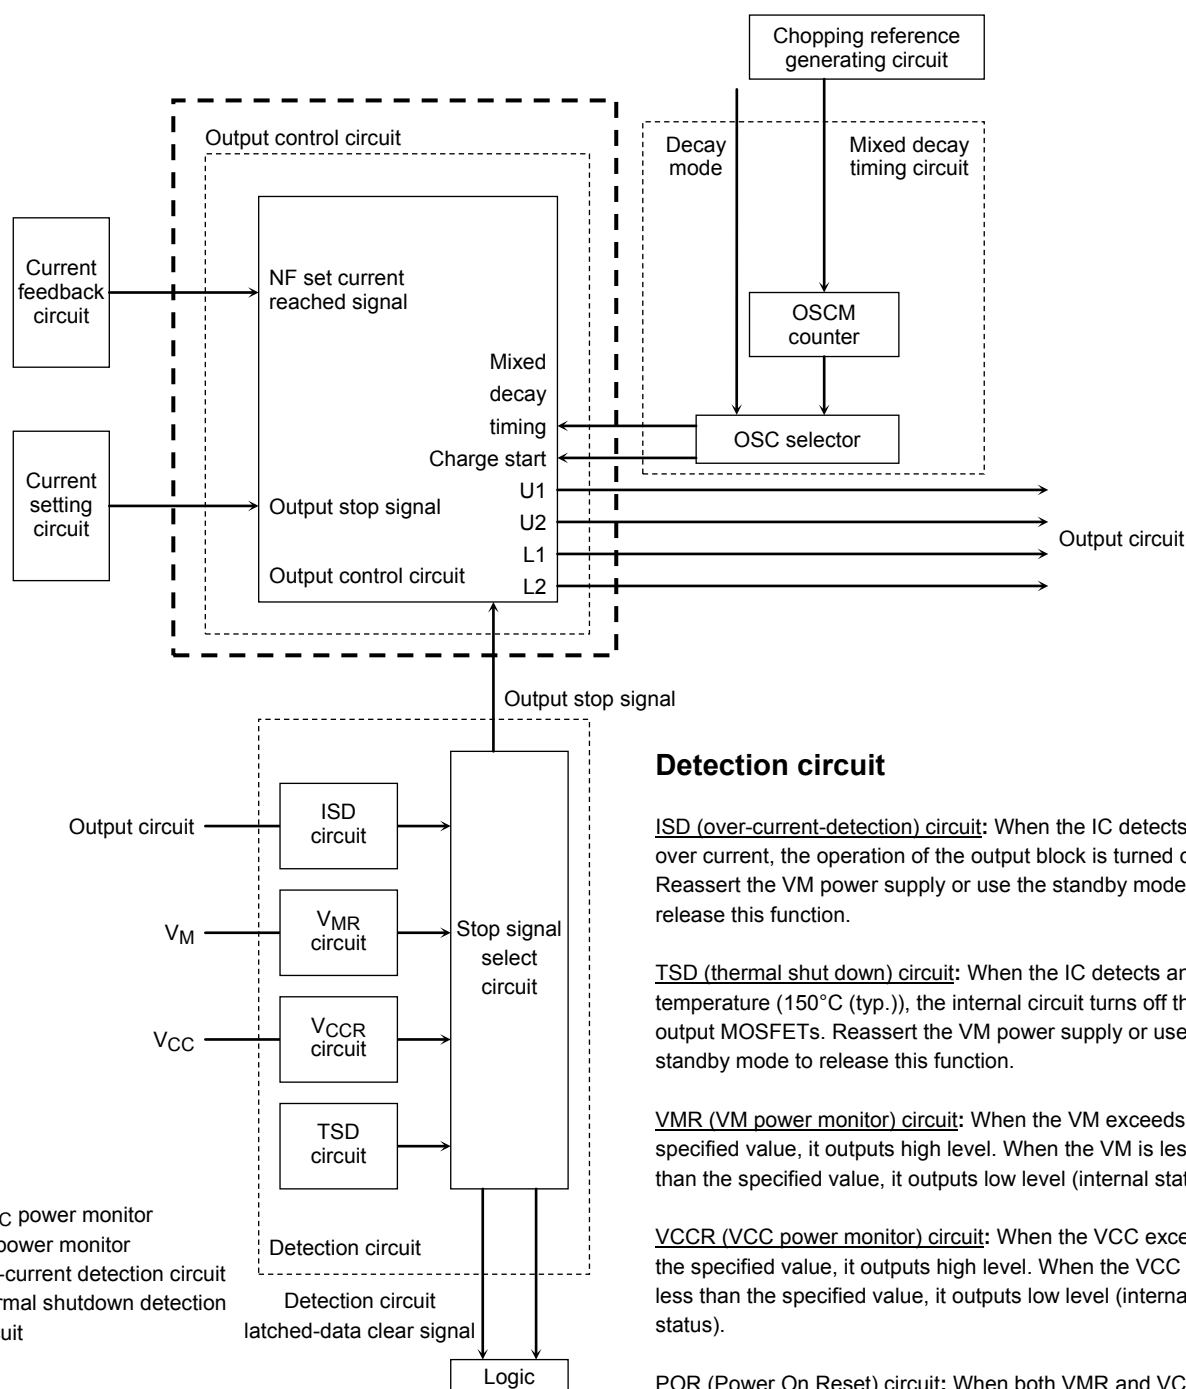 Chopping reference
generating circuit
Output control circuit
Decay
mode
Mixed decay
timing circuit
Current
feedback
circuit
NF set current
reached signal
OSCM
counter
Mixed
decay
timing
OSC selector
Charge start
Current
setting
circuit
Output stop signal
U1
U2
L1
L2
Output circuit
Output control circuit
Output stop signal
Output circuit
ISD
circuit
VM
VMR
circuit
Stop signal
select
circuit
VCC
VCCR
circuit
TSD
circuit
Detection circuit
Detection circuit
latched-data clear signal
Logic
C power monitor
power monitor
-current detection circuit
rmal shutdown detection
cuit
Detection circuit
ISD (over-current-detection) circuit: When the IC detects
over current, the operation of the output block is turned o
Reassert the VM power supply or use the standby mode
release this function.
TSD (thermal shut down) circuit: When the IC detects an
temperature (150°C (typ.)), the internal circuit turns off th
output MOSFETs. Reassert the VM power supply or use
standby mode to release this function.
VMR (VM power monitor) circuit: When the VM exceeds
specified value, it outputs high level. When the VM is les
than the specified value, it outputs low level (internal stat
VCCR (VCC power monitor) circuit: When the VCC exce
the specified value, it outputs high level. When the VCC
less than the specified value, it outputs low level (interna
status).
POR (Power On Reset) circuit: When both VMR and VC